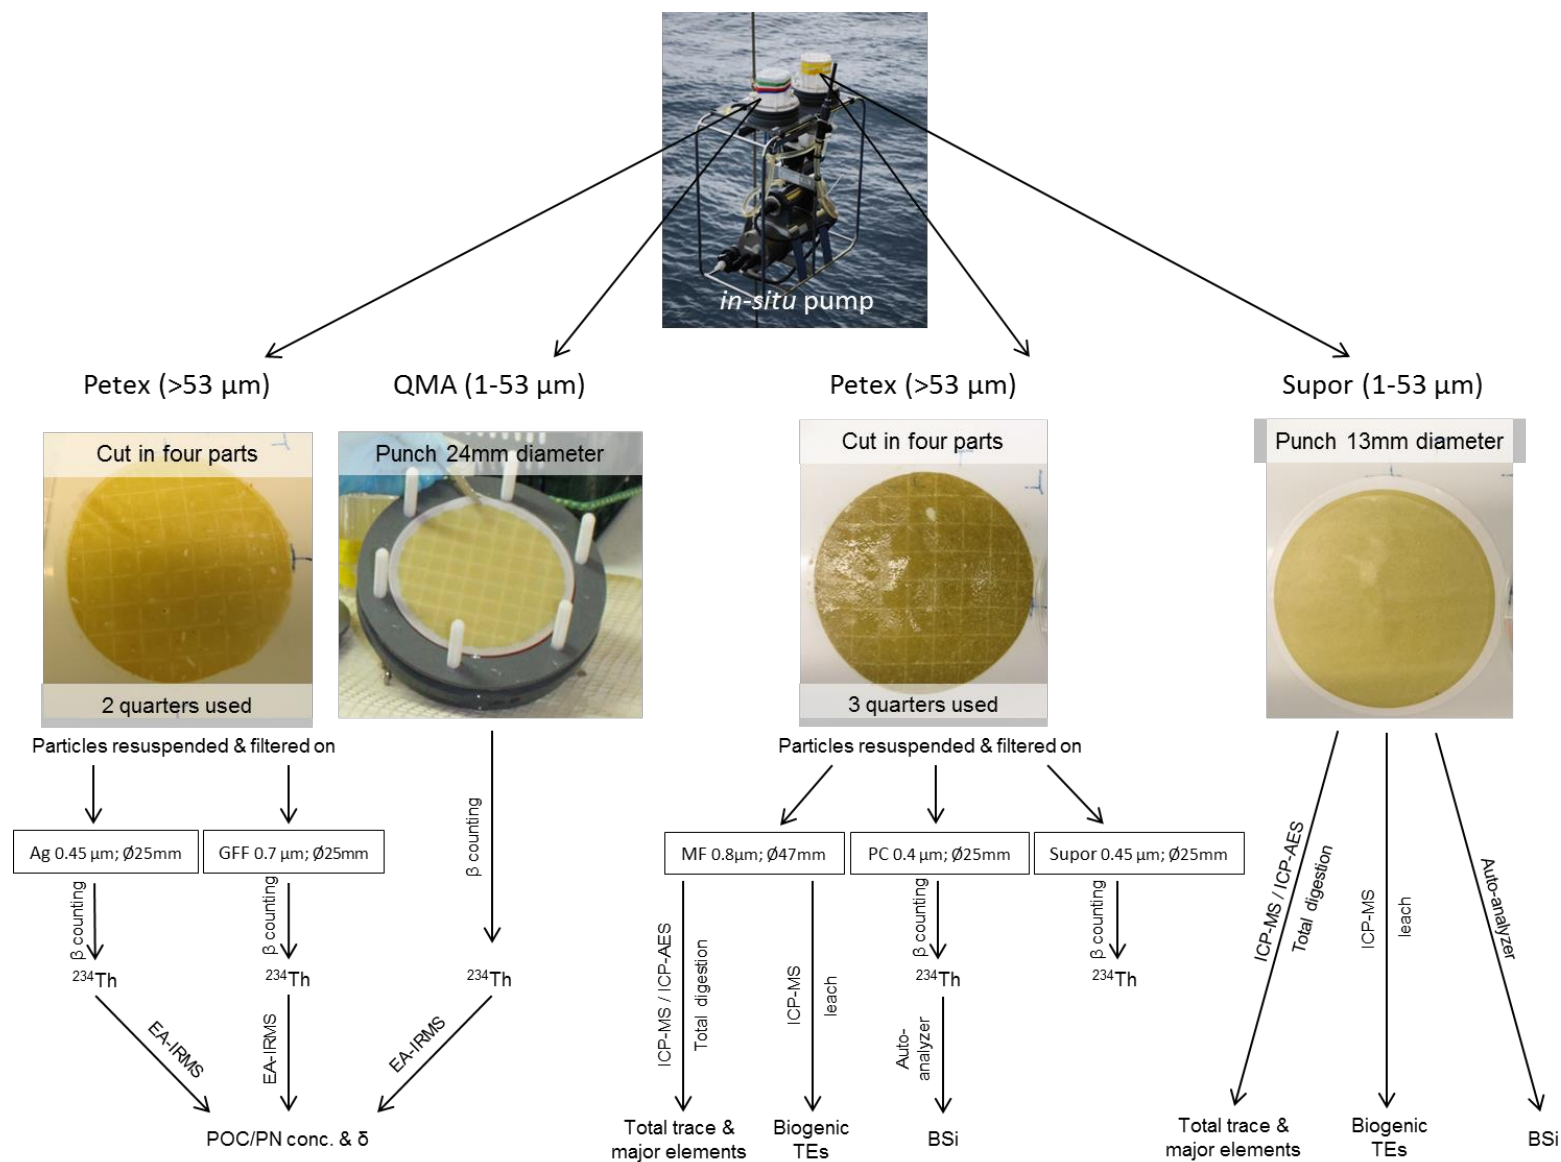 in-situ pump
Petex (>53 µm)
QMA (1-53 µm)
Petex (>53 µm)
Supor (1-53 µm)
Cut in four parts
Punch 24mm diameter
Cut in four parts
Punch 13mm diameter
2 quarters used
3 quarters used
Particles resuspended & filtered on
Particles resuspended & filtered on
β counting
Ag 0.45 µm; Ø25mm
GFF 0.7 µm; Ø25mm
MF 0.8µm; Ø47mm
PC 0.4 µm; Ø25mm
Supor 0.45 µm; Ø25mm
β counting
β counting
β counting
β counting
²³⁴Th
²³⁴Th
²³⁴Th
²³⁴Th
²³⁴Th
EA-IRMS
EA-IRMS
EA-IRMS
ICP-MS / ICP-AES
Total digestion
ICP-MS
leach
Auto-
analyzer
ICP-MS / ICP-AES
Total digestion
ICP-MS
leach
Auto-analyzer
POC/PN conc. & δ
Total trace &
major elements
Biogenic
TEs
BSi
Total trace &
major elements
Biogenic
TEs
BSi